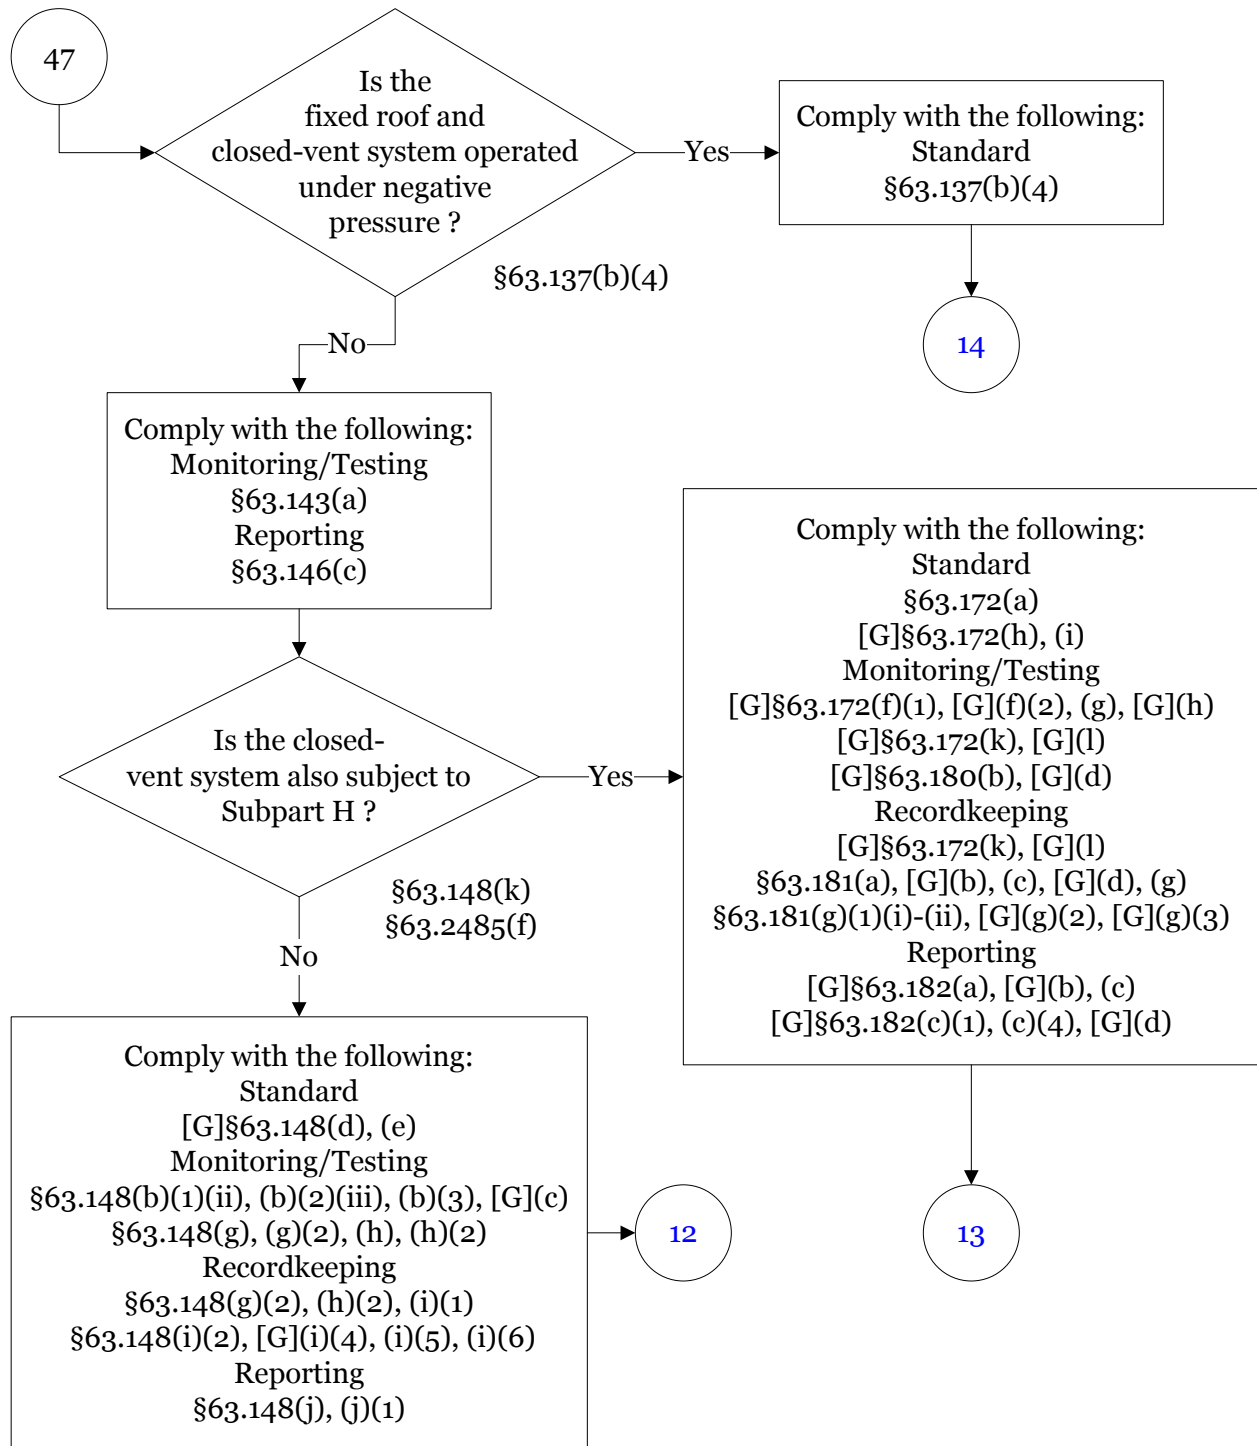 47
Is the
fixed roof and
closed-vent system operated
under negative
pressure ?
§63.137(b)(4)
Yes
Comply with the following:
Standard
§63.137(b)(4)
14
No
Comply with the following:
Monitoring/Testing
§63.143(a)
Reporting
§63.146(c)
Is the closed-
vent system also subject to
Subpart H ?
§63.148(k)
§63.2485(f)
Yes
Comply with the following:
Standard
§63.172(a)
[G]§63.172(h), (i)
Monitoring/Testing
[G]§63.172(f)(1), [G](f)(2), (g), [G](h)
[G]§63.172(k), [G](l)
[G]§63.180(b), [G](d)
Recordkeeping
[G]§63.172(k), [G](l)
§63.181(a), [G](b), (c), [G](d), (g)
§63.181(g)(1)(i)-(ii), [G](g)(2), [G](g)(3)
Reporting
[G]§63.182(a), [G](b), (c)
[G]§63.182(c)(1), (c)(4), [G](d)
13
No
Comply with the following:
Standard
[G]§63.148(d), (e)
Monitoring/Testing
§63.148(b)(1)(ii), (b)(2)(iii), (b)(3), [G](c)
§63.148(g), (g)(2), (h), (h)(2)
Recordkeeping
§63.148(g)(2), (h)(2), (i)(1)
§63.148(i)(2), [G](i)(4), (i)(5), (i)(6)
Reporting
§63.148(j), (j)(1)
12